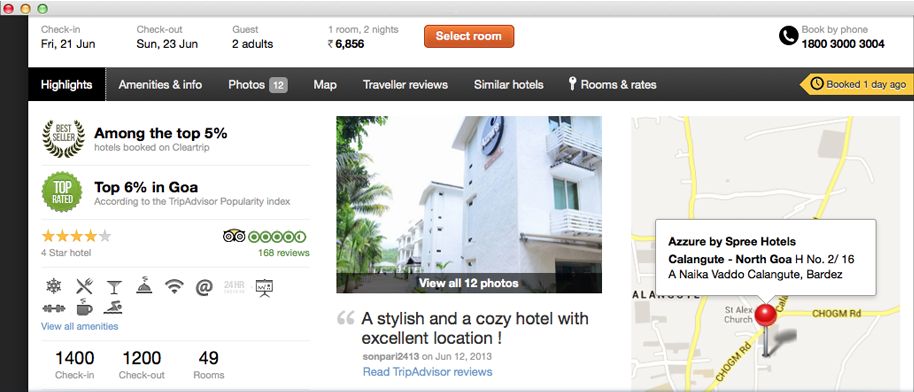 Check-in
Fri, 21 Jun
Check-out
Sun, 23 Jun
Guest
2 adults
1 room, 2 nights
₹ 6,856
Select room
Book by phone
1800 3000 3004
Highlights
Amenities & info
Photos 12
Map
Traveller reviews
Similar hotels
Rooms & rates
Booked 1 day ago
BEST
SELLER
Among the top 5%
hotels booked on Cleartrip
TOP
RATED
Top 6% in Goa
According to the TripAdvisor Popularity index
4 Star hotel
168 reviews
24 HR
View all amenities
1400
Check-in
1200
Check-out
49
Rooms
View all 12 photos
“ A stylish and a cozy hotel with
excellent location !
sonpari2413 on Jun 12, 2013
Read TripAdvisor reviews
Azzure by Spree Hotels
Calangute - North Goa H No. 2/ 16
A Naika Vaddo Calangute, Bardez
ALANGUTE
St Alex
Church
CHOGM Rd
CHOGM Rd
CHOGM Rd